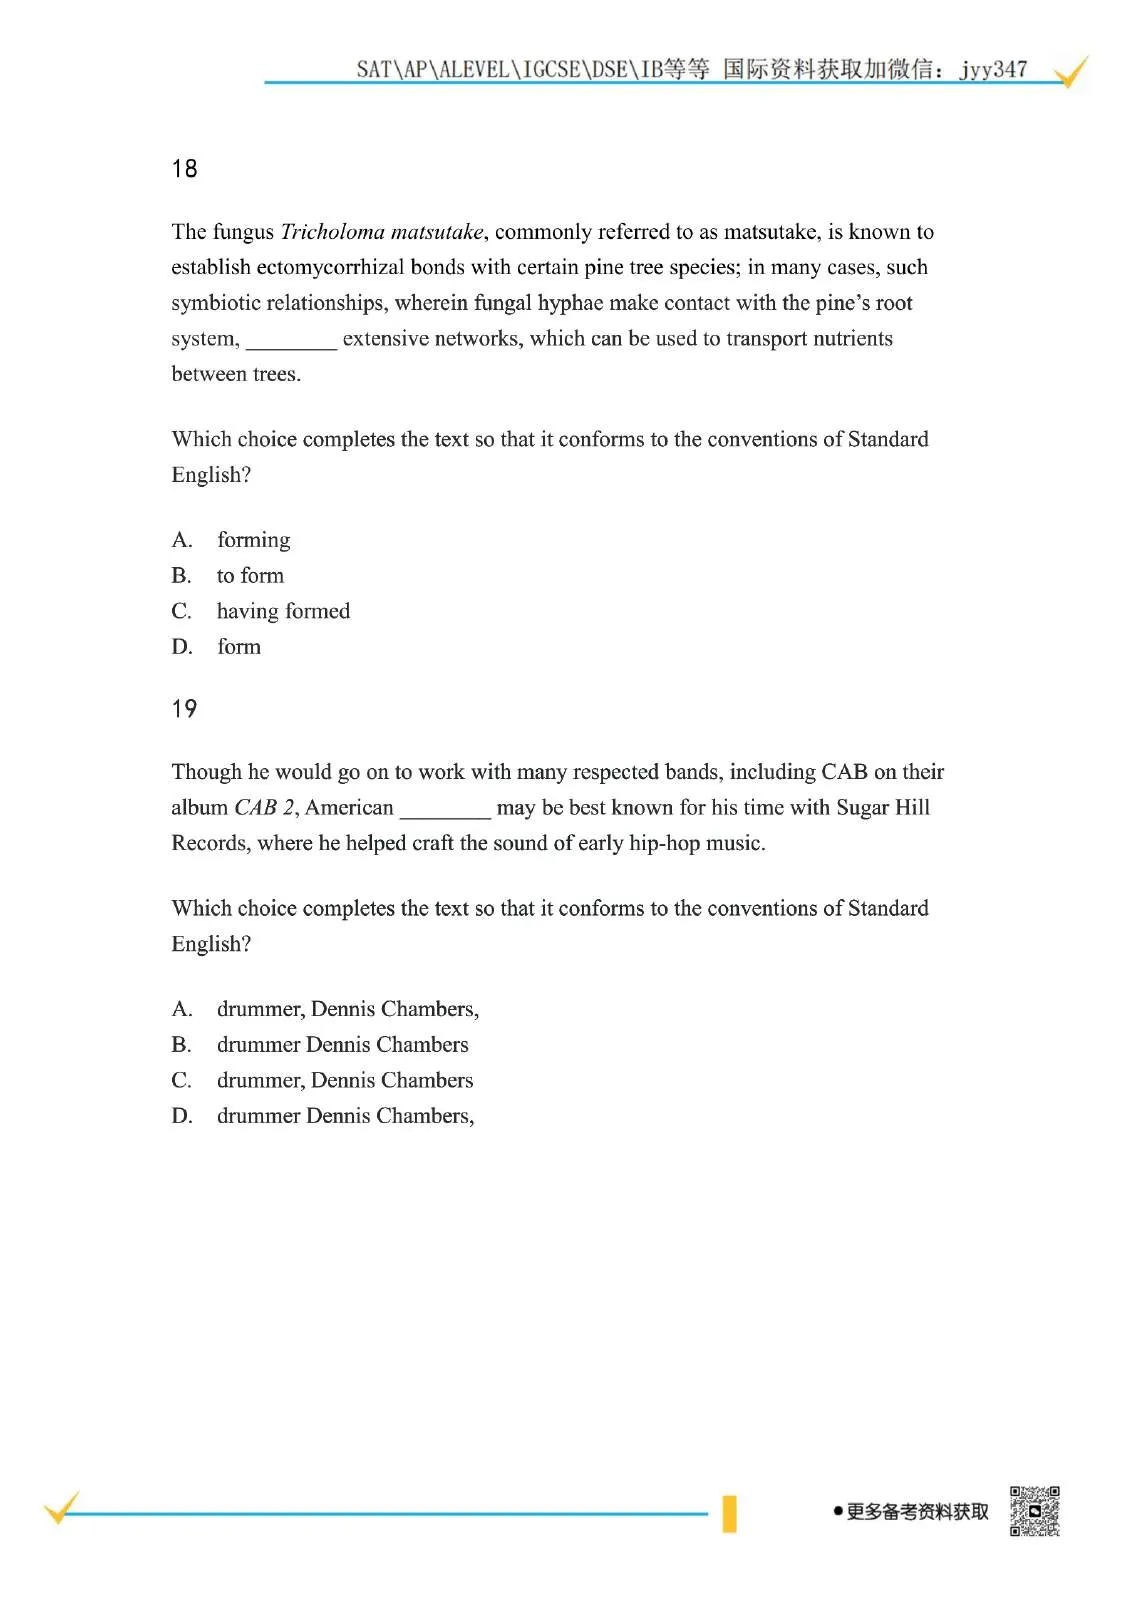 SAT\AP\ALEVEL\IGCSE\DSE\IB等等 国际资料获取加微信：jyy347
18
The fungus Tricholoma matsutake, commonly referred to as matsutake, is known to
establish ectomycorrhizal bonds with certain pine tree species; in many cases, such
symbiotic relationships, wherein fungal hyphae make contact with the pine’s root
system, ________ extensive networks, which can be used to transport nutrients
between trees.
Which choice completes the text so that it conforms to the conventions of Standard
English?
A. forming
B. to form
C. having formed
D. form
19
Though he would go on to work with many respected bands, including CAB on their
album CAB 2, American ________ may be best known for his time with Sugar Hill
Records, where he helped craft the sound of early hip-hop music.
Which choice completes the text so that it conforms to the conventions of Standard
English?
A. drummer, Dennis Chambers,
B. drummer Dennis Chambers
C. drummer, Dennis Chambers
D. drummer Dennis Chambers,
●更多备考资料获取